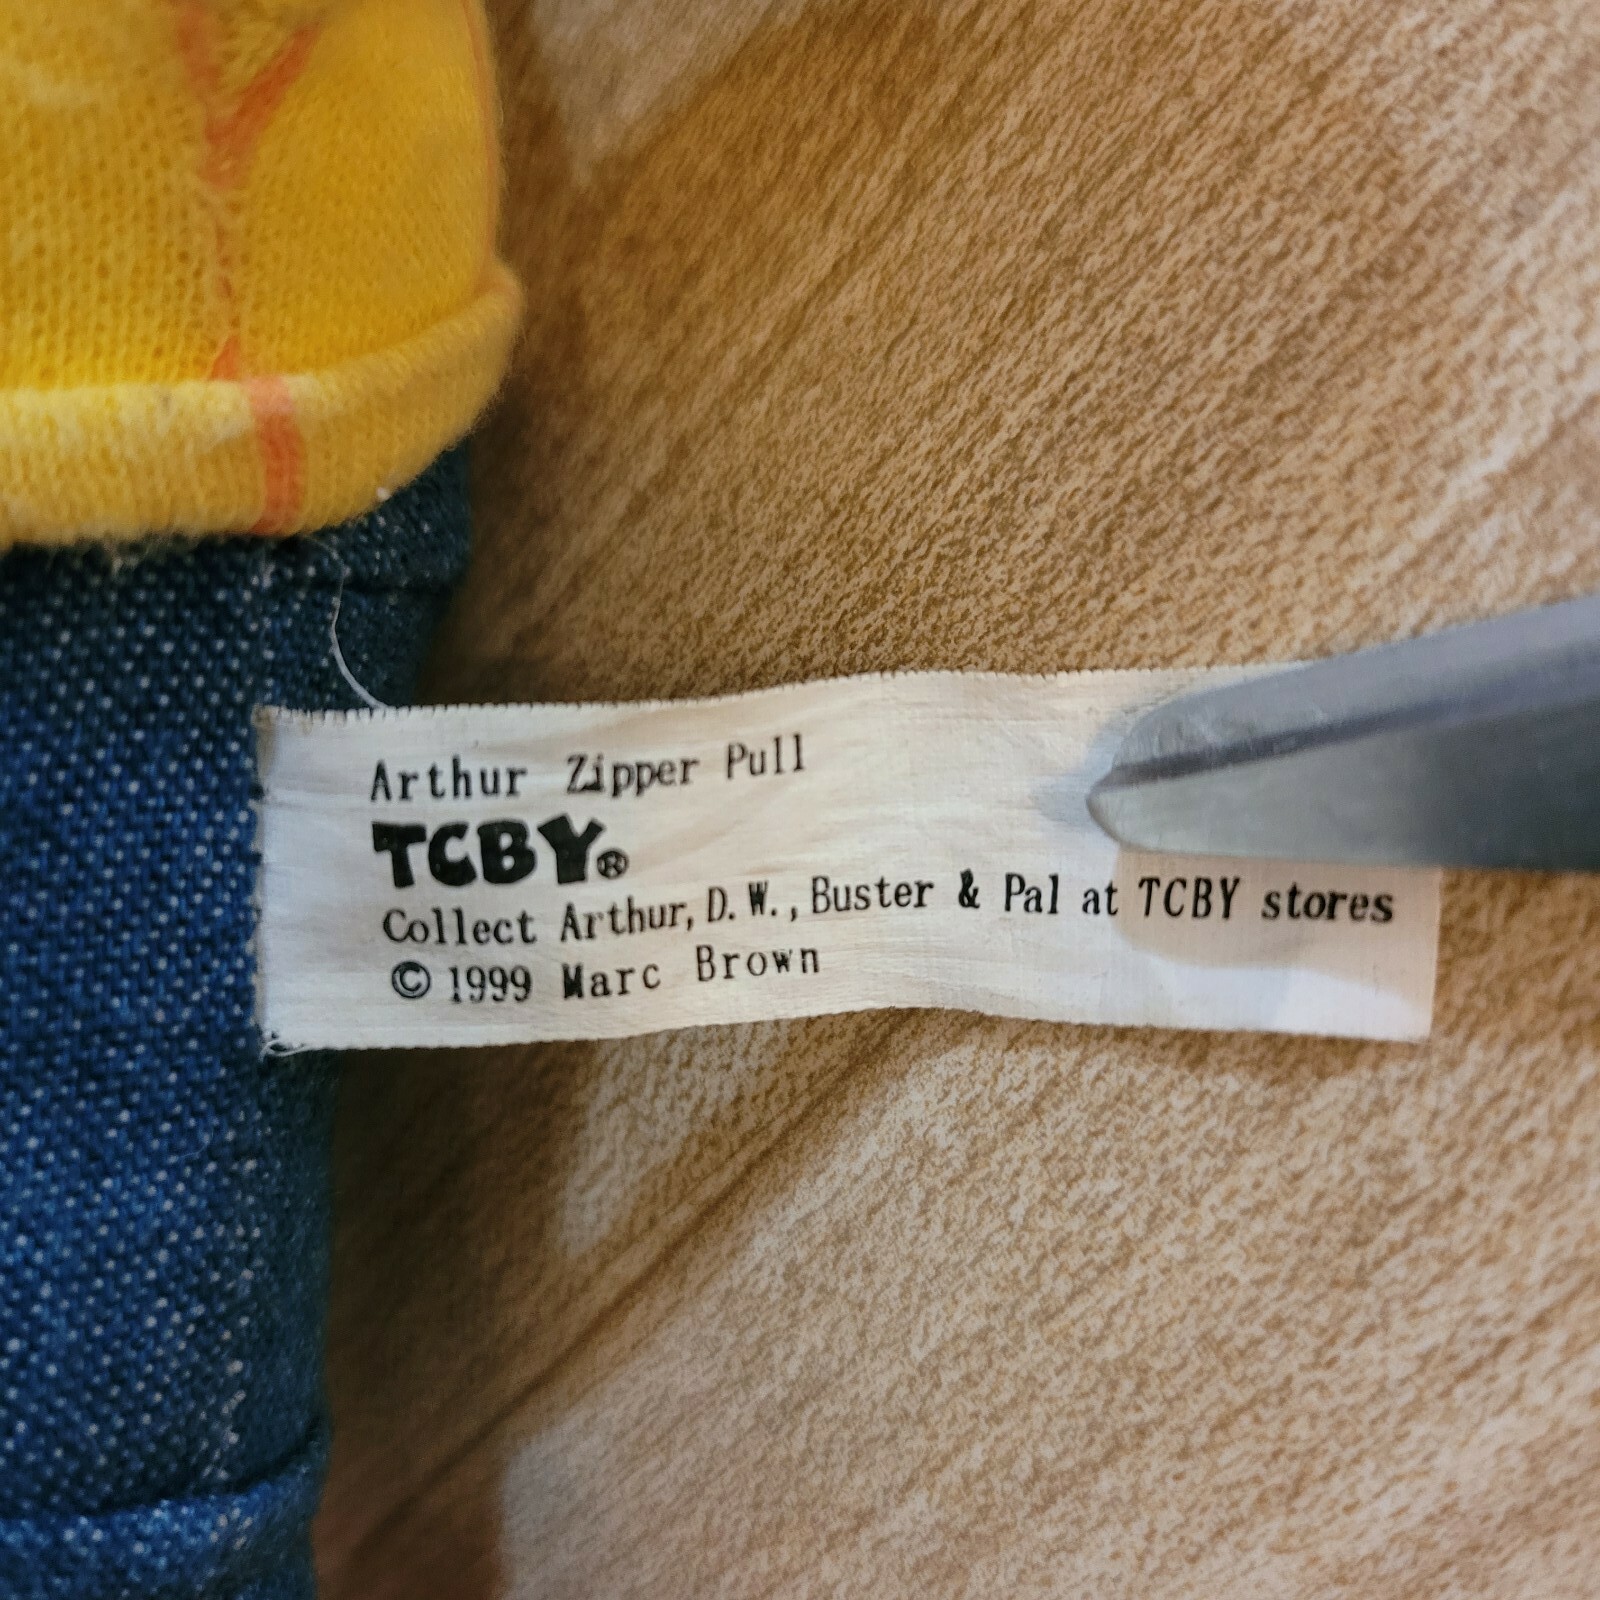 Arthur Zipper Pull
TCBY®
Collect Arthur, D.W., Buster & Pal at TCBY stores
© 1999 Marc Brown